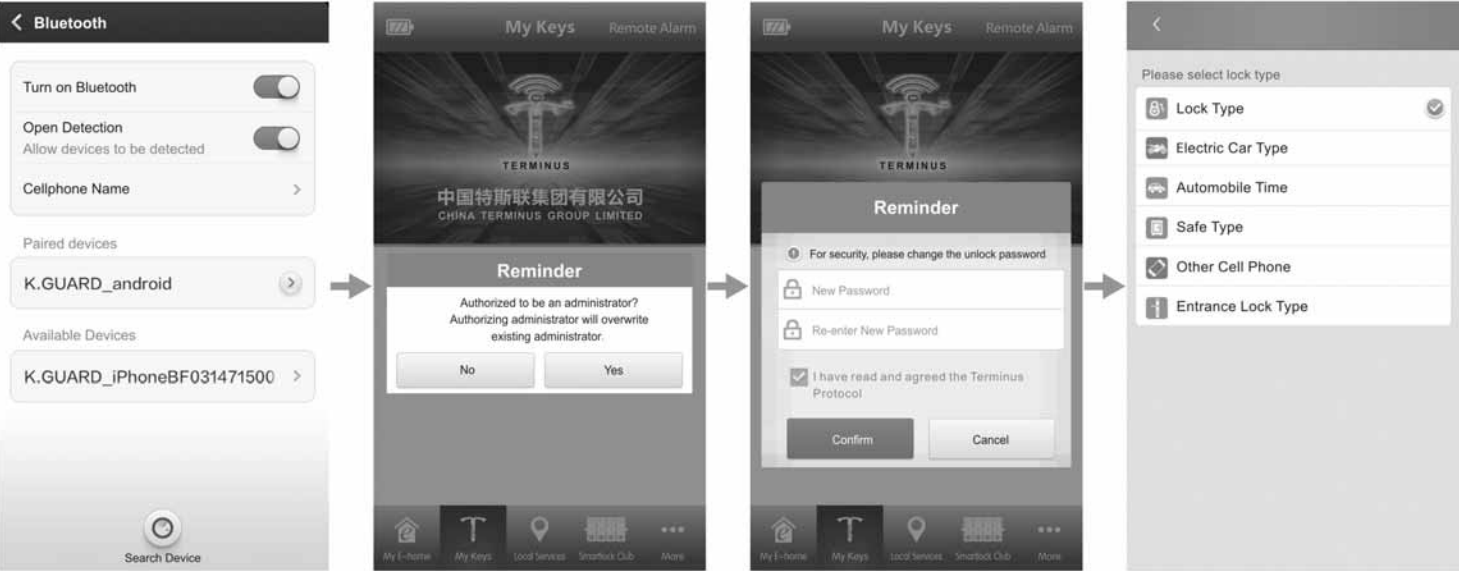 Bluetooth
Turn on Bluetooth
Open Detection
Allow devices to be detected
Cellphone Name
Paired devices
K.GUARD_android
Available Devices
K.GUARD_iPhoneBF031471500
Search Device
My Keys
Remote Alarm
TERMINUS
中国特斯联集团有限公司
CHINA TERMINUS GROUP LIMITED
Reminder
Authorized to be an administrator?
Authorizing administrator will overwrite
existing administrator.
No
Yes
My E-home
My Keys
Local Services
Smartlock Club
More
My Keys
Remote Alarm
TERMINUS
Reminder
For security, please change the unlock password
New Password
Re-enter New Password
I have read and agreed the Terminus
Protocol
Confirm
Cancel
My E-home
My Keys
Local Services
Smartlock Club
More
Please select lock type
Lock Type
Electric Car Type
Automobile Time
Safe Type
Other Cell Phone
Entrance Lock Type